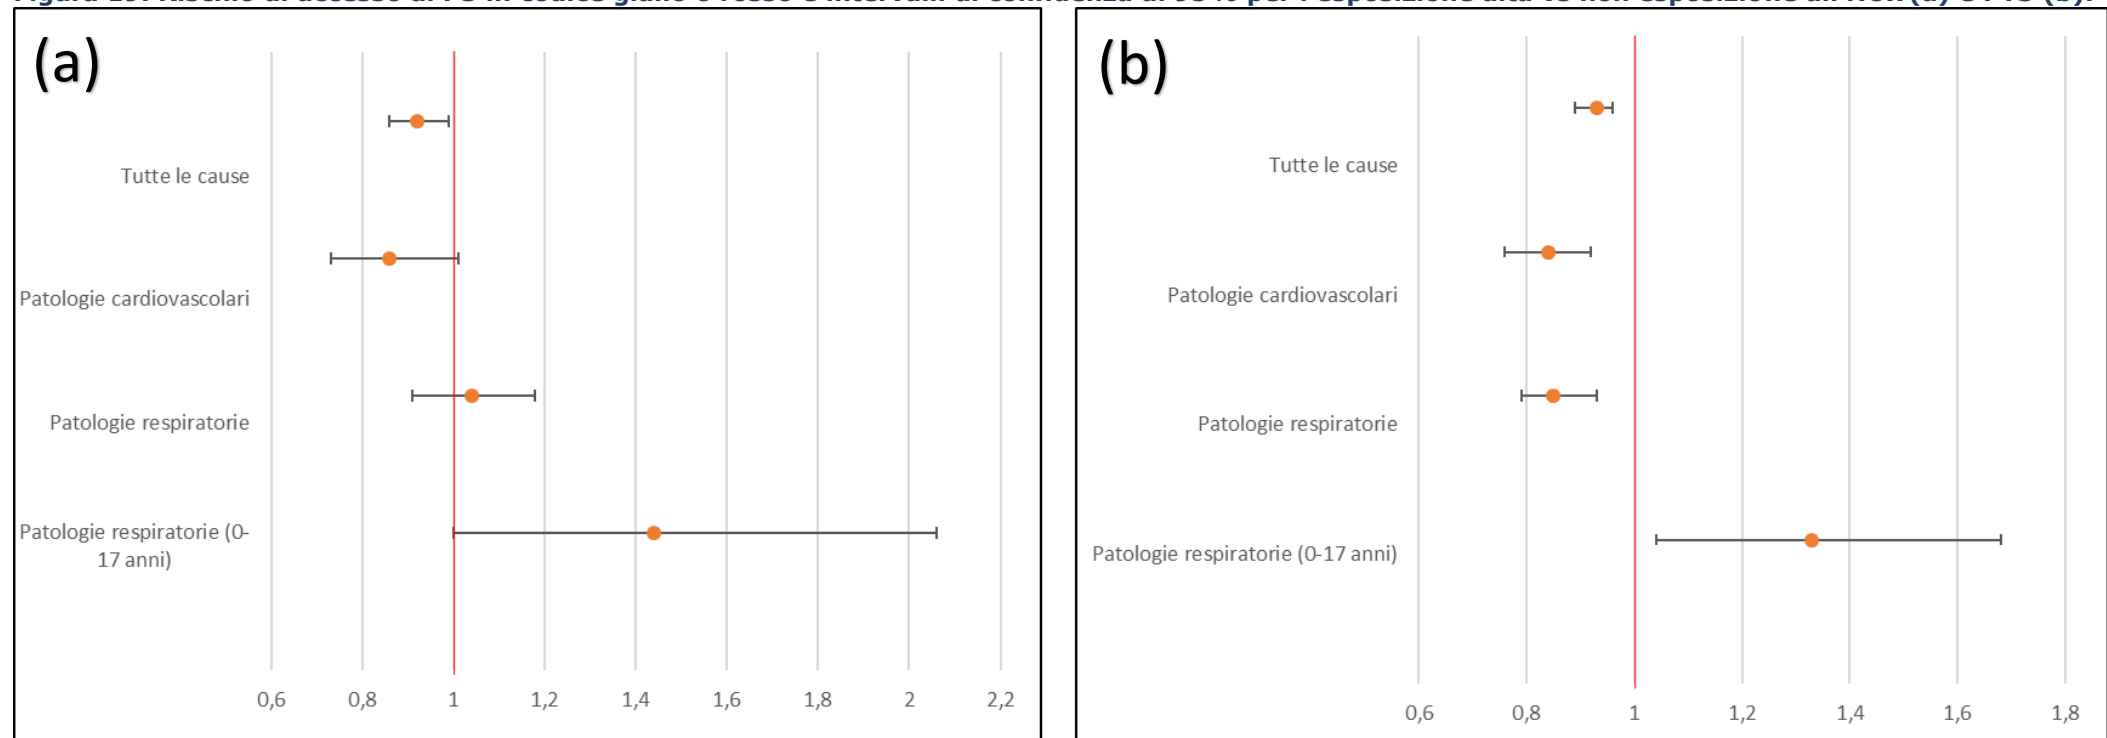 (a)
Tutte le cause
Patologie cardiovascolari
Patologie respiratorie
Patologie respiratorie (0-
17 anni)
0,6 0,8 1 1,2 1,4 1,6 1,8 2 2,2
(b)
Tutte le cause
Patologie cardiovascolari
Patologie respiratorie
Patologie respiratorie (0-17 anni)
0,6 0,8 1 1,2 1,4 1,6 1,8